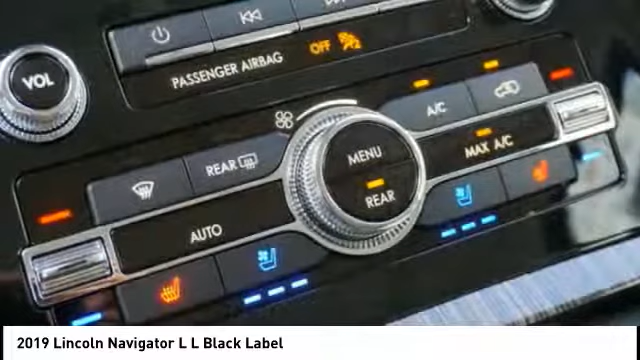 VOL
PASSENGER AIRBAG OFF
A/C
MAX A/C
REAR
MENU
REAR
AUTO
2019 Lincoln Navigator L L Black Label